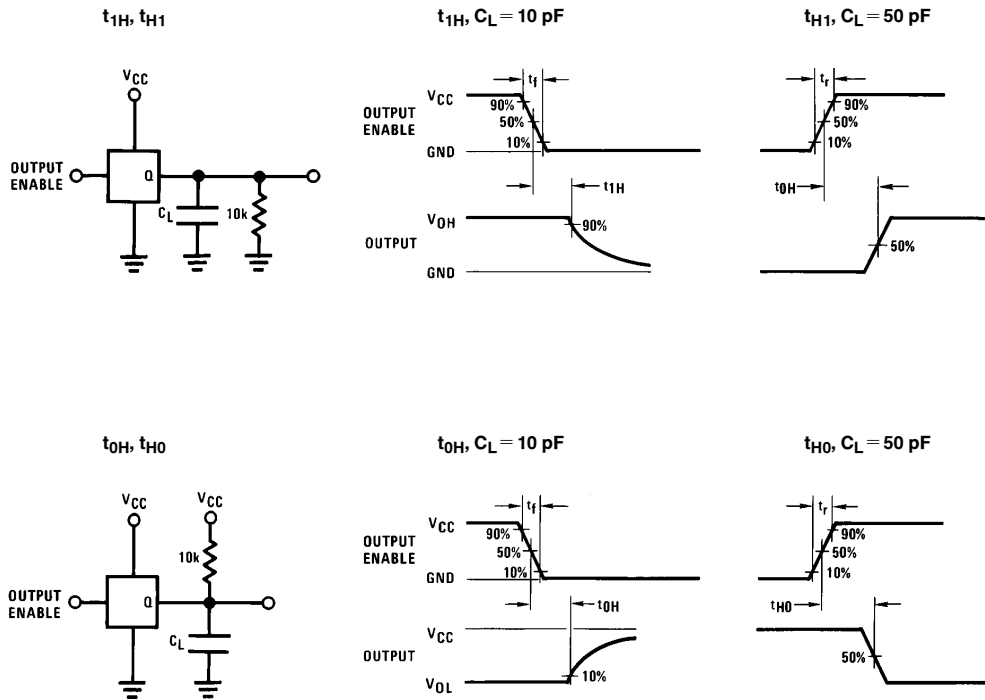 t1H, tH1
VCC
OUTPUT
ENABLE
Q
CL
10k
t1H, CL = 10 pF
tf
VCC
OUTPUT
ENABLE
GND
90%
50%
10%
t1H
VOH
OUTPUT
GND
90%
tH1, CL = 50 pF
tr
90%
50%
10%
t0H
50%
t0H, tH0
VCC
VCC
10k
OUTPUT
ENABLE
Q
CL
t0H, CL = 10 pF
tf
VCC
OUTPUT
ENABLE
GND
90%
50%
10%
t0H
VCC
OUTPUT
VOL
10%
tH0, CL = 50 pF
tr
90%
50%
10%
tH0
50%